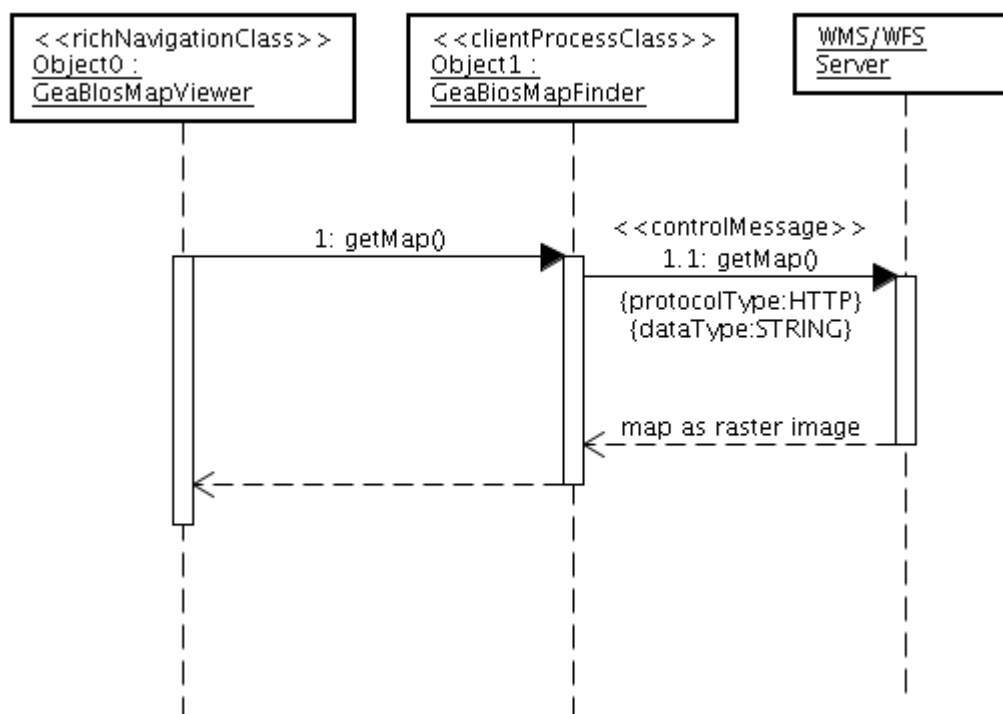 <<richNavigationClass>>
Object0 :
GeaBIosMapViewer
<<clientProcessClass>>
Object1 :
GeaBiosMapFinder
WMS/WFS
Server
1: getMap()
<<controlMessage>>
1.1: getMap()
{protocolType:HTTP}
{dataType:STRING}
map as raster image